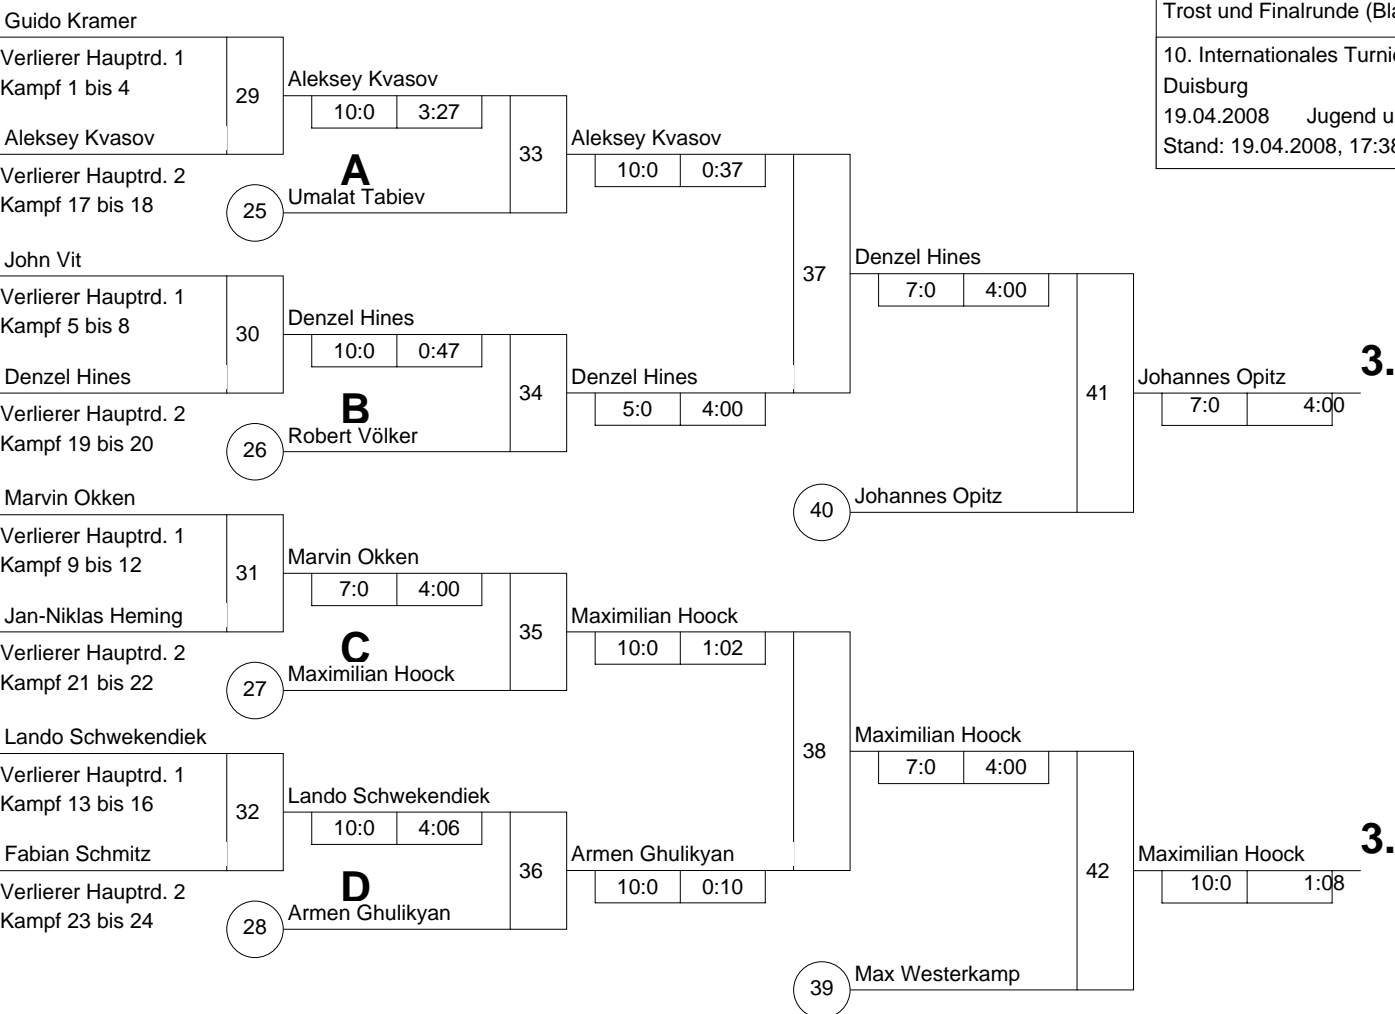 Trost und Finalrunde (Bla
10. Internationales Turni
Duisburg
19.04.2008 Jugend u
Stand: 19.04.2008, 17:38
Guido Kramer
Verlierer Hauptrd. 1
Kampf 1 bis 4
29
Aleksey Kvasov
10:0 3:27
Aleksey Kvasov
Verlierer Hauptrd. 2
Kampf 17 bis 18
A
25
Umalat Tabiev
33
Aleksey Kvasov
10:0 0:37
John Vit
Verlierer Hauptrd. 1
Kampf 5 bis 8
30
Denzel Hines
10:0 0:47
Denzel Hines
Verlierer Hauptrd. 2
Kampf 19 bis 20
B
26
Robert Völker
34
Denzel Hines
5:0 4:00
37
Denzel Hines
7:0 4:00
40
Johannes Opitz
41
Johannes Opitz
7:0 4:00
3.
Marvin Okken
Verlierer Hauptrd. 1
Kampf 9 bis 12
31
Marvin Okken
7:0 4:00
Jan-Niklas Heming
Verlierer Hauptrd. 2
Kampf 21 bis 22
C
27
Maximilian Hoock
35
Maximilian Hoock
10:0 1:02
Lando Schwekendiek
Verlierer Hauptrd. 1
Kampf 13 bis 16
32
Lando Schwekendiek
10:0 4:06
Fabian Schmitz
Verlierer Hauptrd. 2
Kampf 23 bis 24
D
28
Armen Ghulikyan
36
Armen Ghulikyan
10:0 0:10
38
Maximilian Hoock
7:0 4:00
39
Max Westerkamp
42
Maximilian Hoock
10:0 1:08
3.